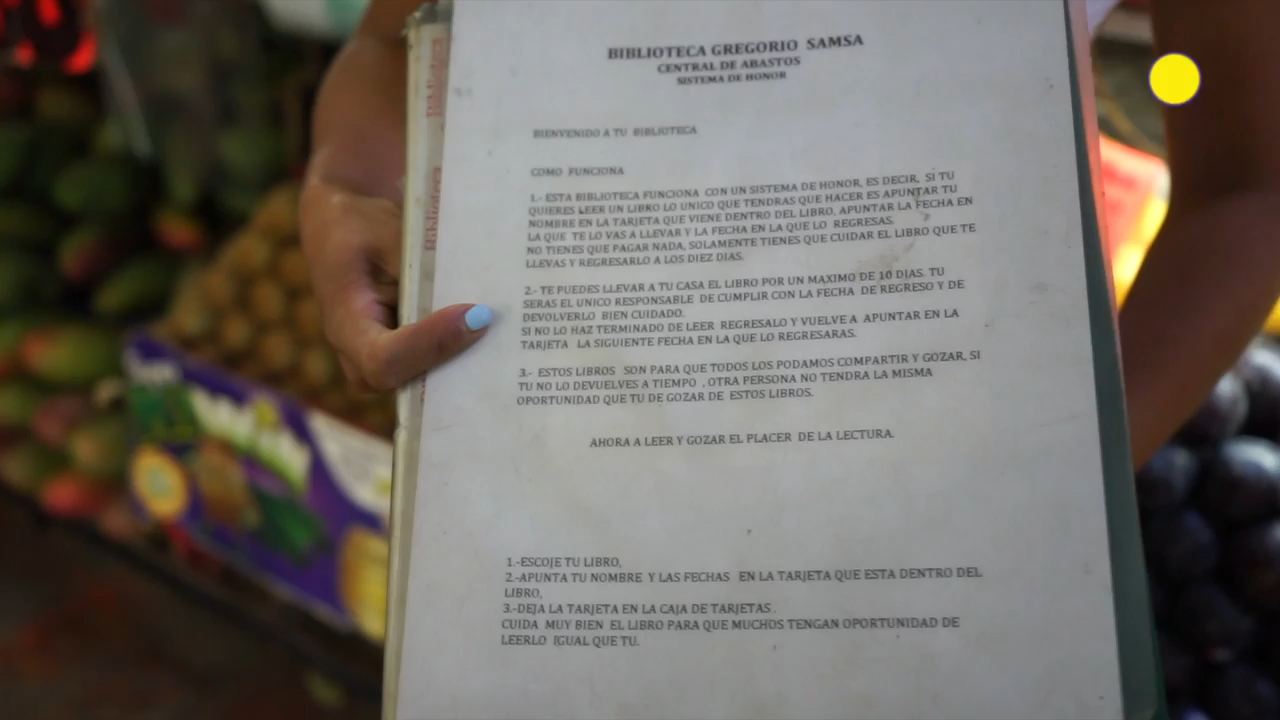 BIBLIOTECA GREGORIO SAMSA
CENTRAL DE ABASTOS
SISTEMA DE HONOR
BIENVENIDO A TU BIBLIOTECA
COMO FUNCIONA
1.- ESTA BIBLIOTECA FUNCIONA CON UN SISTEMA DE HONOR, ES DECIR, SI TU
QUIERES LEER UN LIBRO LO UNICO QUE TENDRAS QUE HACER ES APUNTAR TU
NOMBRE EN LA TARJETA QUE VIENE DENTRO DEL LIBRO, APUNTAR LA FECHA EN
LA QUE TE LO VAS A LLEVAR Y LA FECHA EN LA QUE LO REGRESAS.
NO TIENES QUE PAGAR NADA, SOLAMENTE TIENES QUE CUIDAR EL LIBRO QUE TE
LLEVAS Y REGRESARLO A LOS DIEZ DIAS.
2.- TE PUEDES LLEVAR A TU CASA EL LIBRO POR UN MAXIMO DE 10 DIAS. TU
SERAS EL UNICO RESPONSABLE DE CUMPLIR CON LA FECHA DE REGRESO Y DE
DEVOLVERLO BIEN CUIDADO.
SI NO LO HAZ TERMINADO DE LEER REGRESALO Y VUELVE A APUNTAR EN LA
TARJETA LA SIGUIENTE FECHA EN LA QUE LO REGRESARAS.
3.- ESTOS LIBROS SON PARA QUE TODOS LOS PODAMOS COMPARTIR Y GOZAR, SI
TU NO LO DEVUELVES A TIEMPO , OTRA PERSONA NO TENDRA LA MISMA
OPORTUNIDAD QUE TU DE GOZAR DE ESTOS LIBROS.
AHORA A LEER Y GOZAR EL PLACER DE LA LECTURA.
1.-ESCOJE TU LIBRO,
2.-APUNTA TU NOMBRE Y LAS FECHAS EN LA TARJETA QUE ESTA DENTRO DEL
LIBRO,
3.-DEJA LA TARJETA EN LA CAJA DE TARJETAS .
CUIDA MUY BIEN EL LIBRO PARA QUE MUCHOS TENGAN OPORTUNIDAD DE
LEERLO IGUAL QUE TU.
Biblioteca
Biblioteca